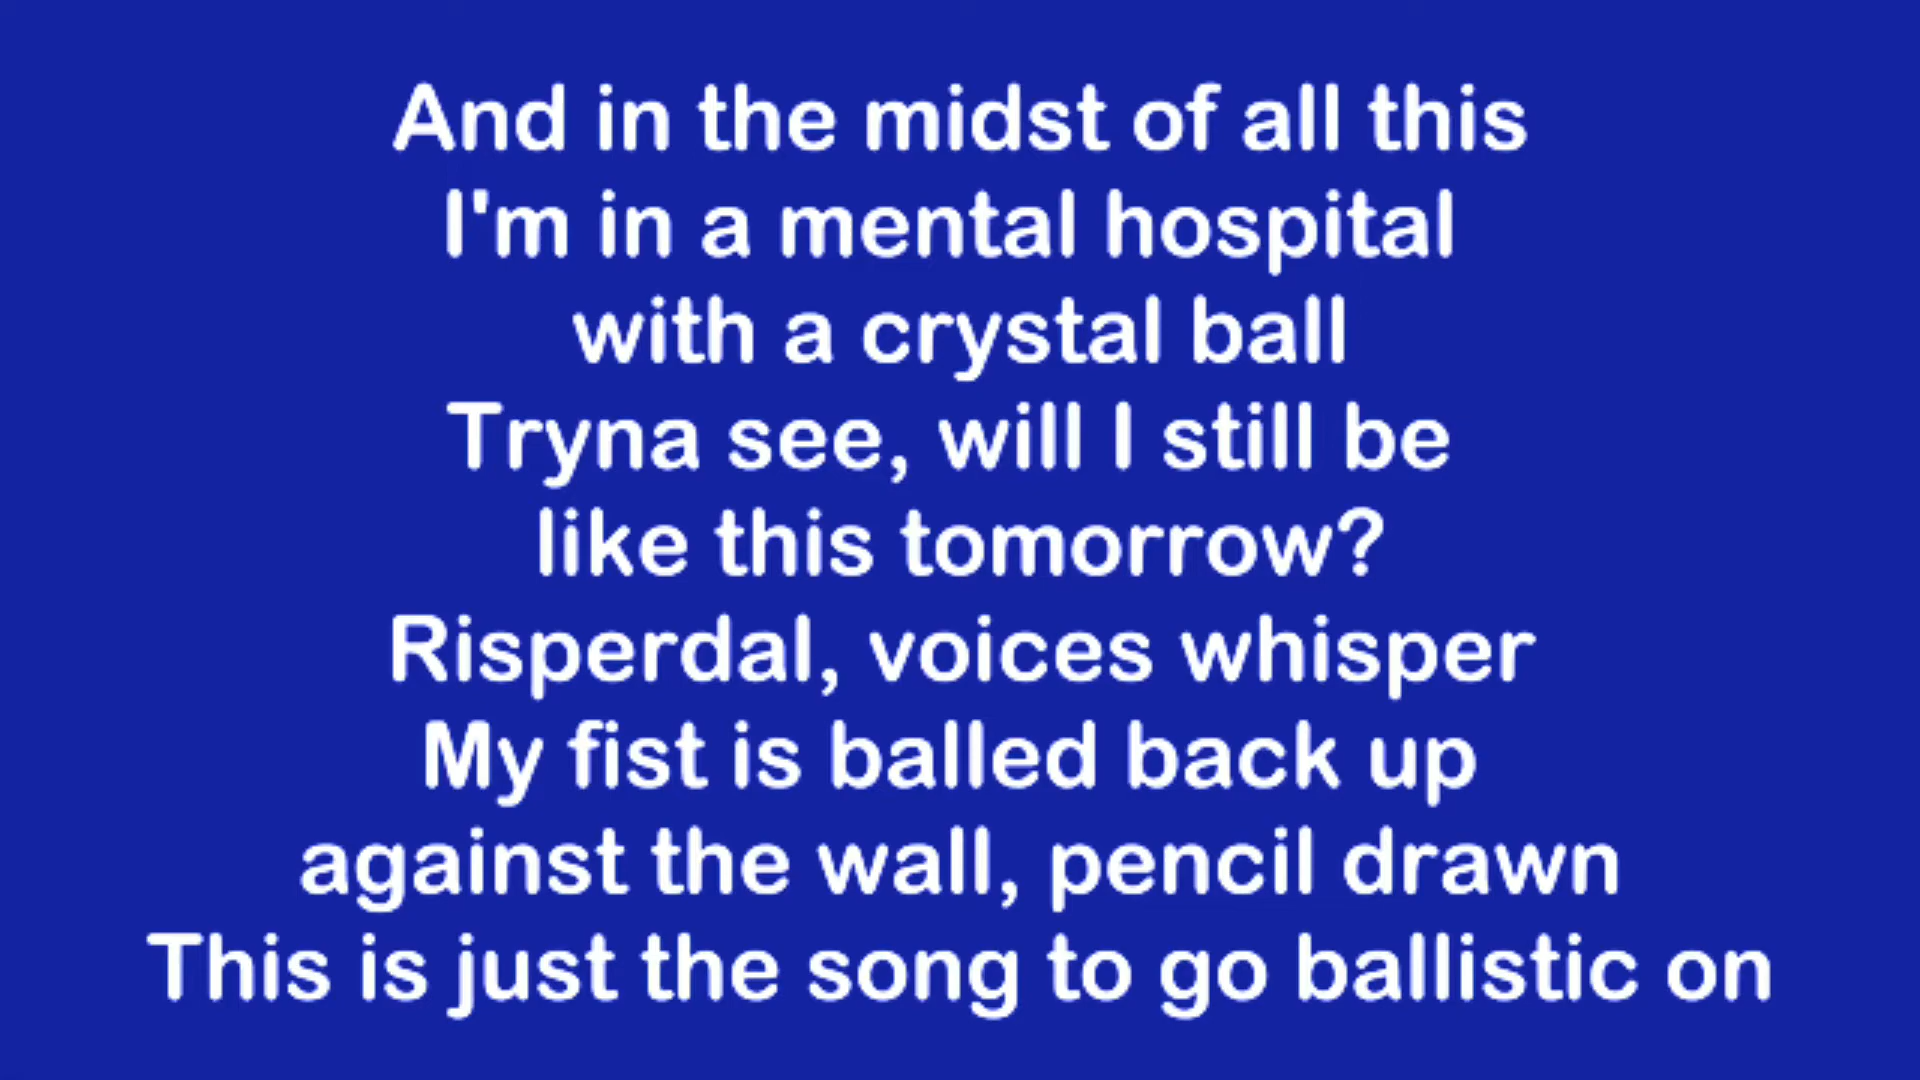 And in the midst of all this
I'm in a mental hospital
with a crystal ball
Tryna see, will I still be
like this tomorrow?
Risperdal, voices whisper
My fist is balled back up
against the wall, pencil drawn
This is just the song to go ballistic on